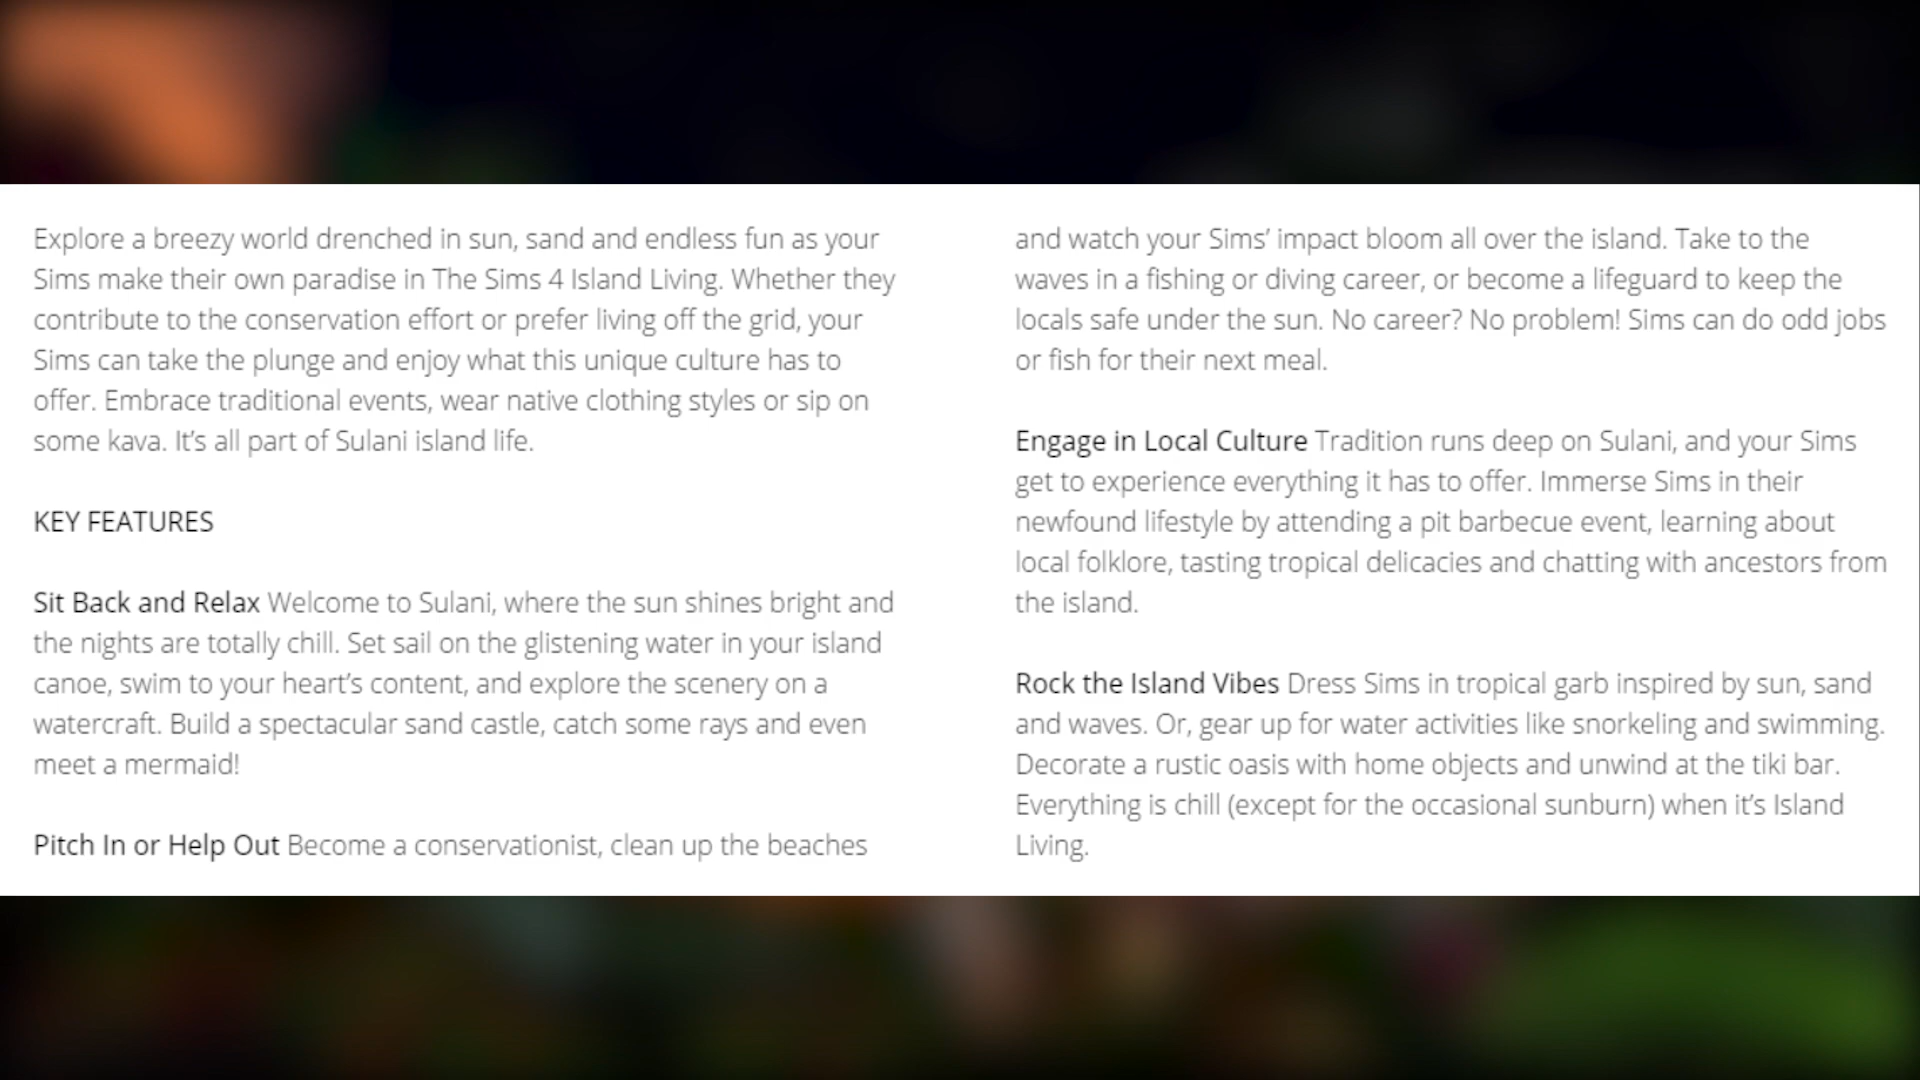 Explore a breezy world drenched in sun, sand and endless fun as your
Sims make their own paradise in The Sims 4 Island Living. Whether they
contribute to the conservation effort or prefer living off the grid, your
Sims can take the plunge and enjoy what this unique culture has to
offer. Embrace traditional events, wear native clothing styles or sip on
some kava. It’s all part of Sulani island life.
KEY FEATURES
Sit Back and Relax Welcome to Sulani, where the sun shines bright and
the nights are totally chill. Set sail on the glistening water in your island
canoe, swim to your heart’s content, and explore the scenery on a
watercraft. Build a spectacular sand castle, catch some rays and even
meet a mermaid!
Pitch In or Help Out Become a conservationist, clean up the beaches
and watch your Sims’ impact bloom all over the island. Take to the
waves in a fishing or diving career, or become a lifeguard to keep the
locals safe under the sun. No career? No problem! Sims can do odd jobs
or fish for their next meal.
Engage in Local Culture Tradition runs deep on Sulani, and your Sims
get to experience everything it has to offer. Immerse Sims in their
newfound lifestyle by attending a pit barbecue event, learning about
local folklore, tasting tropical delicacies and chatting with ancestors from
the island.
Rock the Island Vibes Dress Sims in tropical garb inspired by sun, sand
and waves. Or, gear up for water activities like snorkeling and swimming.
Decorate a rustic oasis with home objects and unwind at the tiki bar.
Everything is chill (except for the occasional sunburn) when it’s Island
Living.